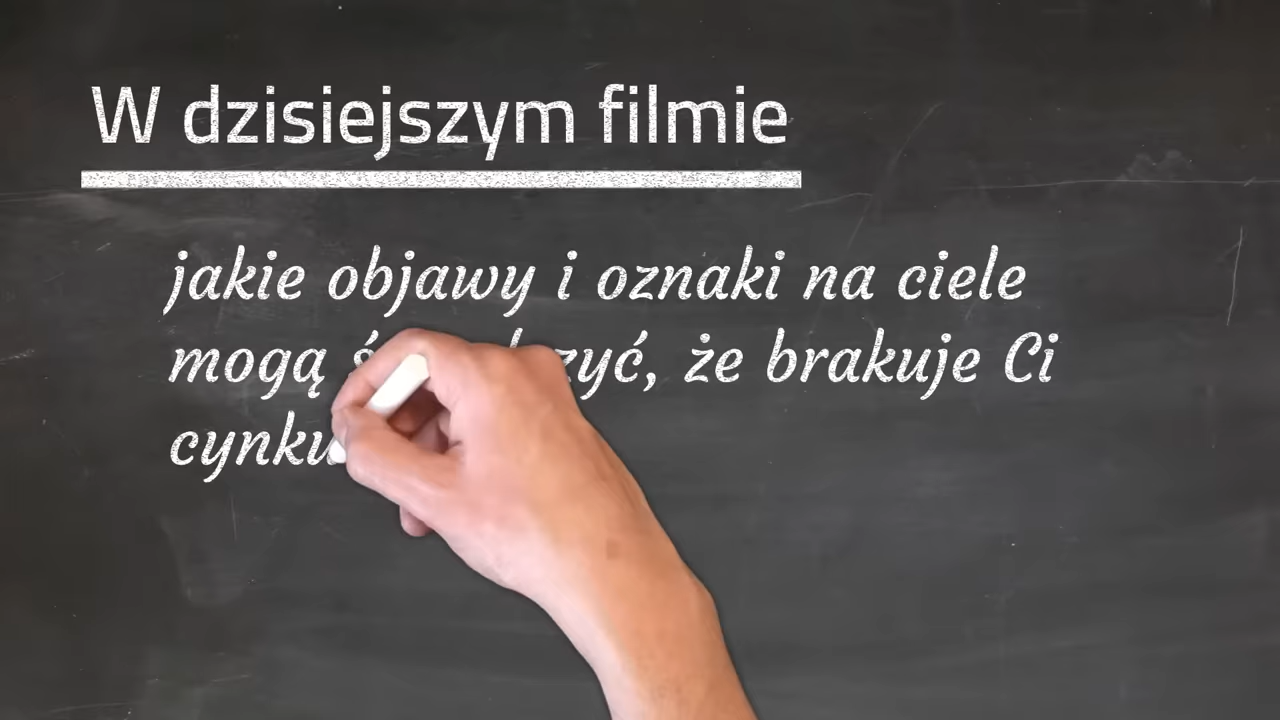 W dzisiejszym filmie
jakie objawy i oznaki na ciele
mogą że brakuje Ci
cynku